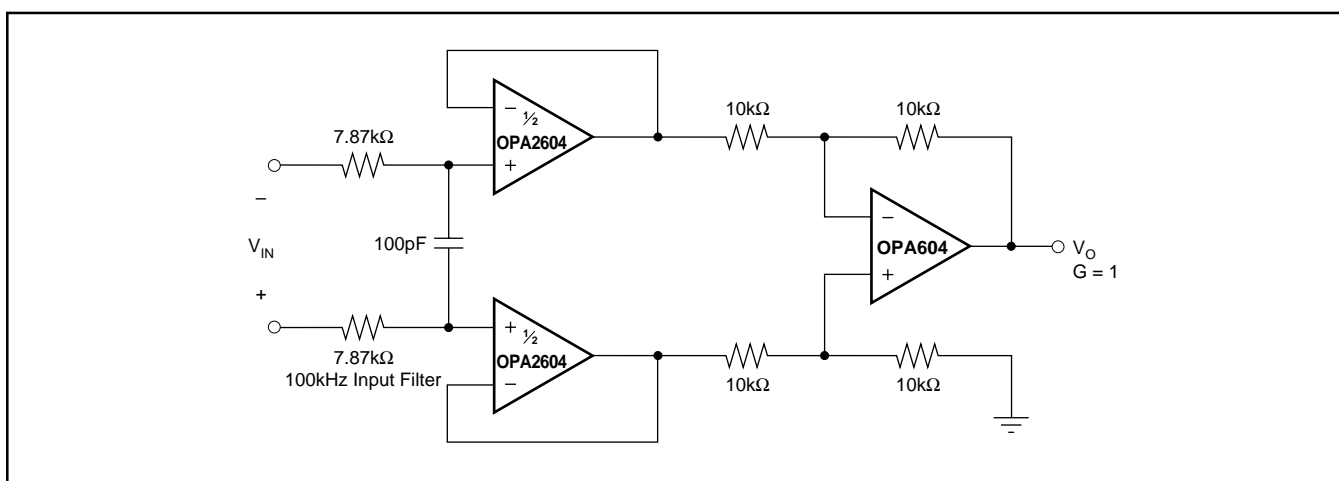 7.87kΩ
−
½
OPA2604
+
10kΩ
10kΩ
−
V_IN
+
100pF
−
OPA604
+
V_O
G = 1
7.87kΩ
100kHz Input Filter
+
½
OPA2604
−
10kΩ
10kΩ